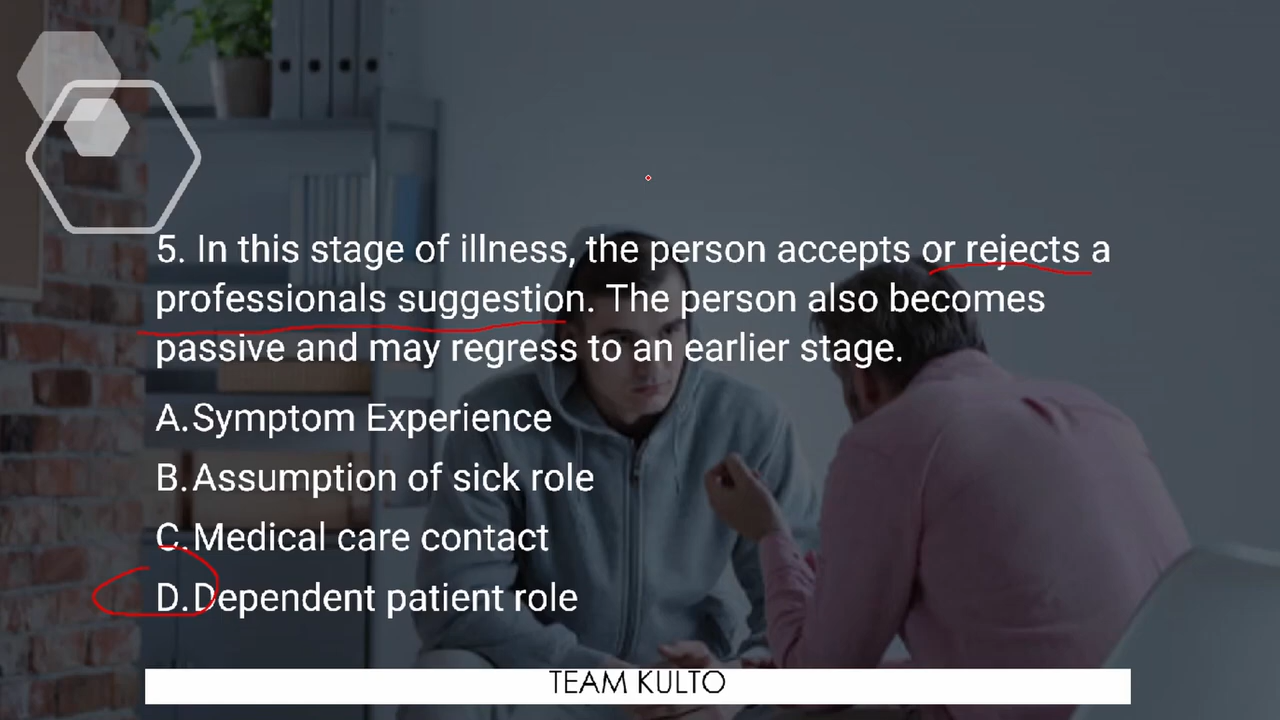 5. In this stage of illness, the person accepts or rejects a
professionals suggestion. The person also becomes
passive and may regress to an earlier stage.
A.Symptom Experience
B.Assumption of sick role
C.Medical care contact
D.Dependent patient role
TEAM KULTO